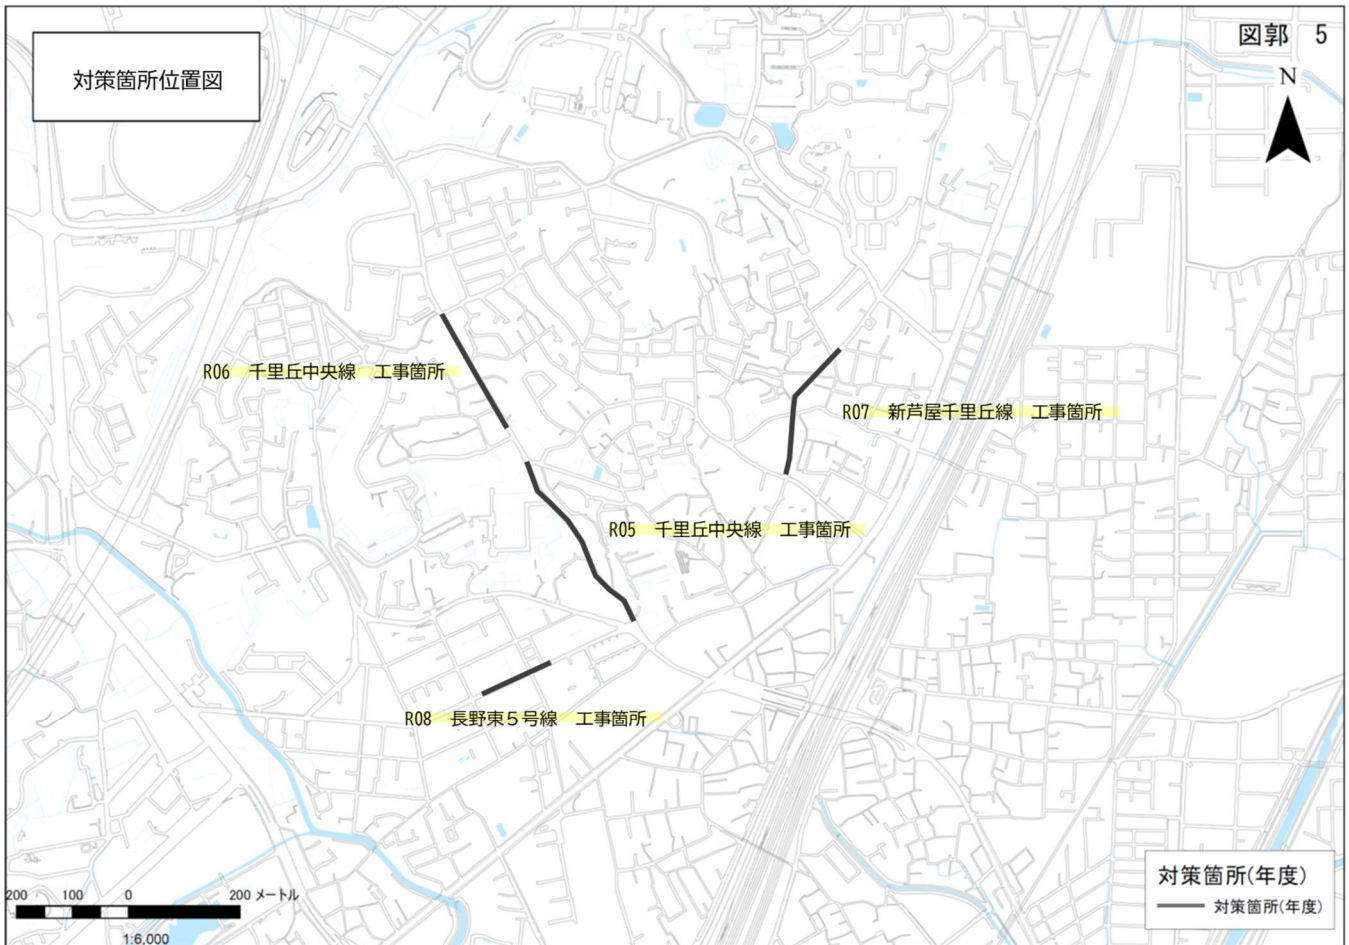 対策箇所位置図
図郭 5
N
R06 千里丘中央線 工事箇所
R07 新芦屋千里丘線 工事箇所
R05 千里丘中央線 工事箇所
R08 長野東5号線 工事箇所
対策箇所(年度)
対策箇所(年度)
200 100 0 200 メートル
1:6,000